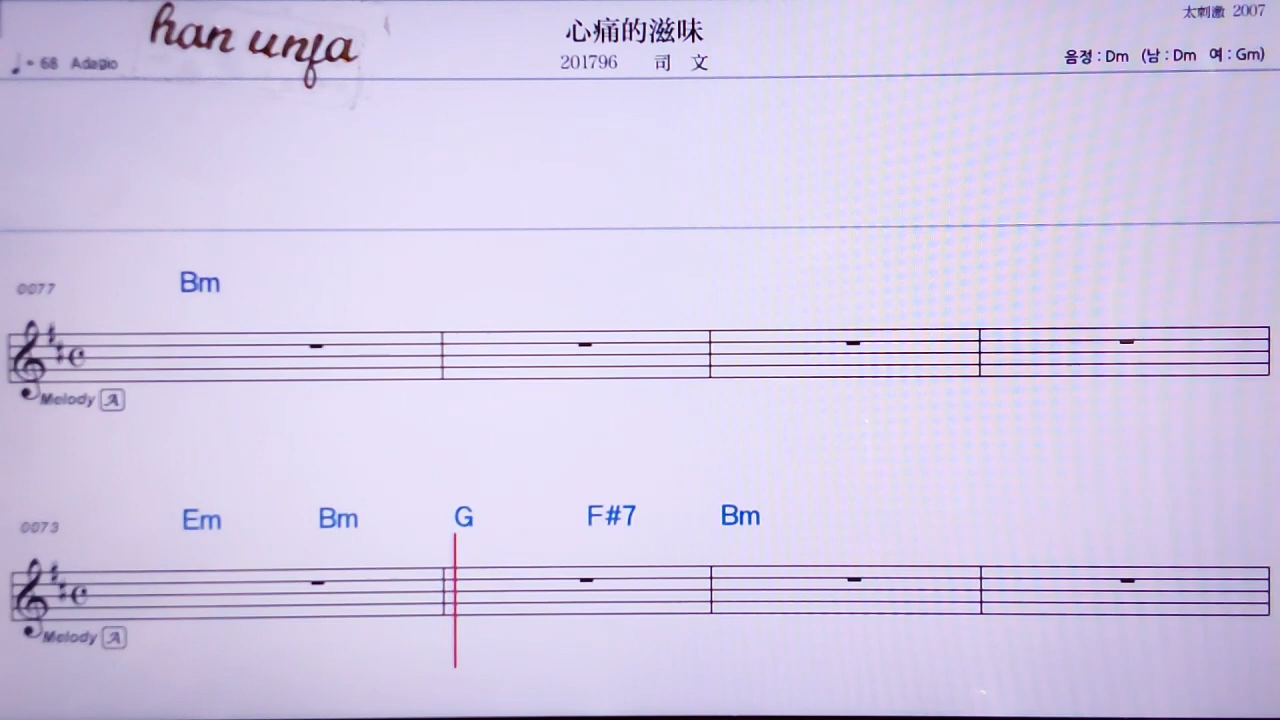 han unfa
心痛的滋味
太刺激 2007
♩= 68 Adagio
201796 司 文
음정 : Dm (남 : Dm 여 : Gm)
0077
Bm
Melody A
0073
Em Bm G F#7 Bm
Melody A